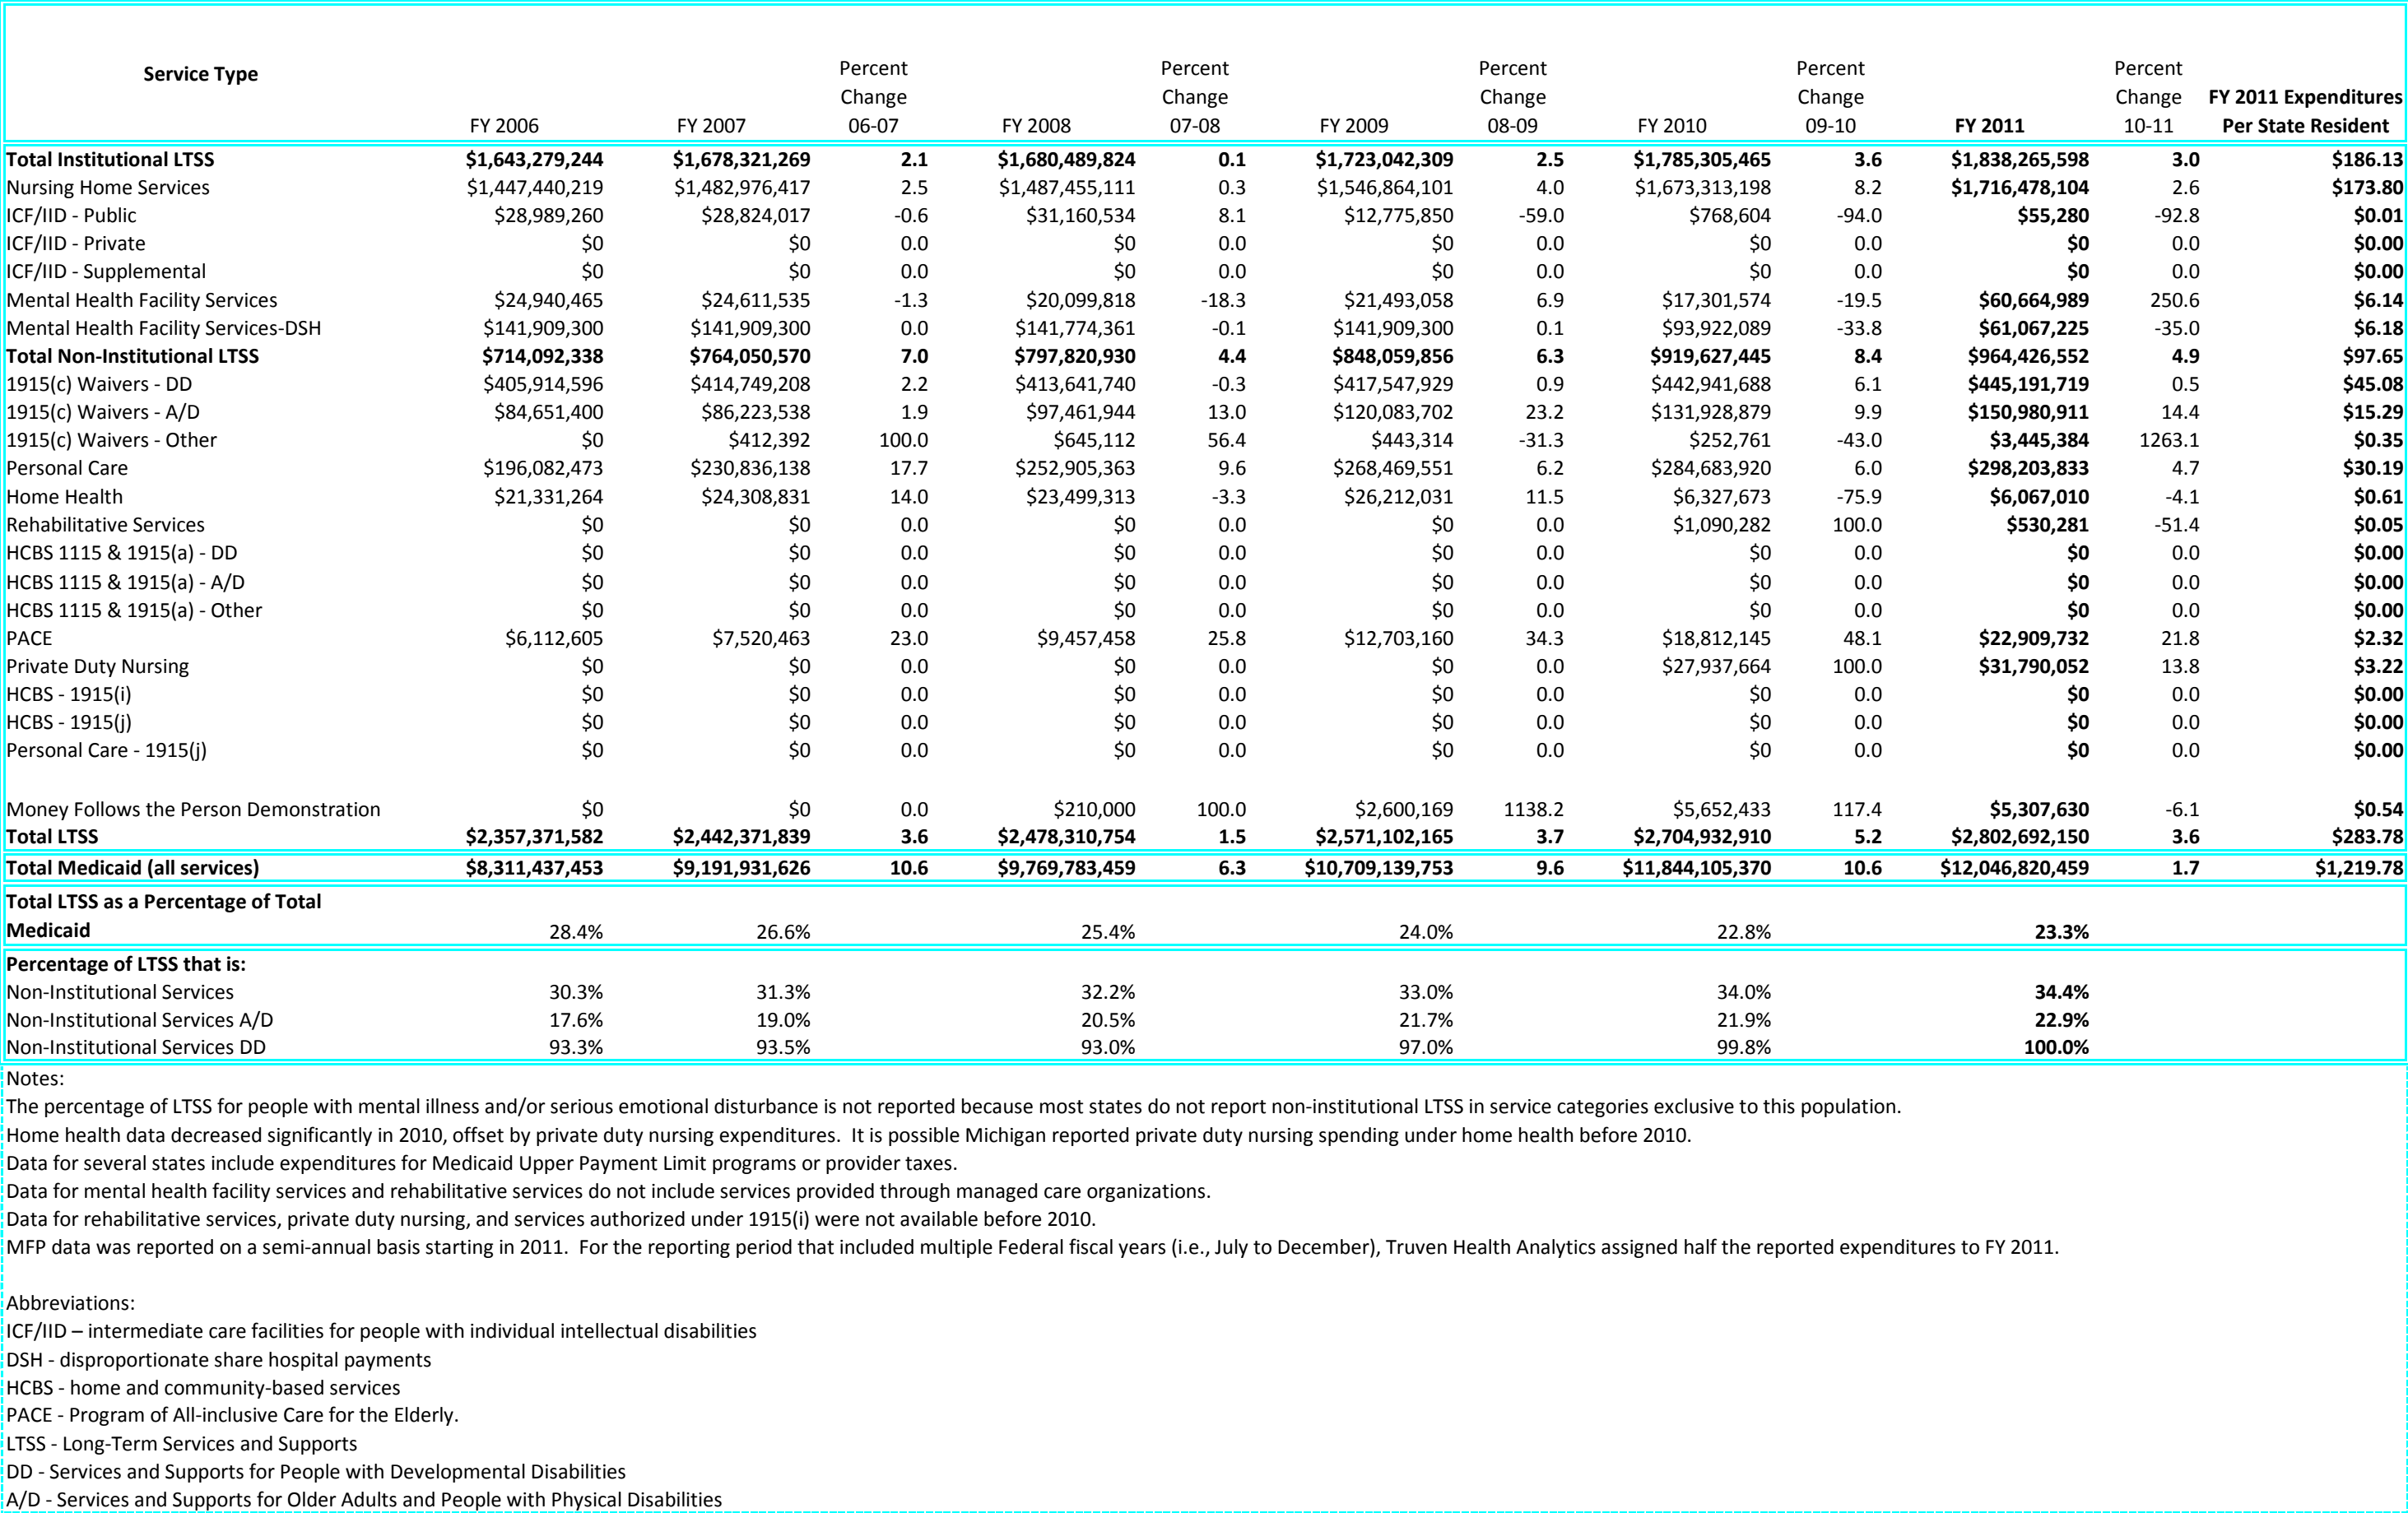 Service Type
Percent Percent Percent Percent Percent
Change Change Change Change Change FY 2011 Expenditures
FY 2006 FY 2007 06-07 FY 2008 07-08 FY 2009 08-09 FY 2010 09-10 FY 2011 10-11 Per State Resident
Total Institutional LTSS $1,643,279,244 $1,678,321,269 2.1 $1,680,489,824 0.1 $1,723,042,309 2.5 $1,785,305,465 3.6 $1,838,265,598 3.0 $186.13
Nursing Home Services $1,447,440,219 $1,482,976,417 2.5 $1,487,455,111 0.3 $1,546,864,101 4.0 $1,673,313,198 8.2 $1,716,478,104 2.6 $173.80
ICF/IID - Public $28,989,260 $28,824,017 -0.6 $31,160,534 8.1 $12,775,850 -59.0 $768,604 -94.0 $55,280 -92.8 $0.01
ICF/IID - Private $0 $0 0.0 $0 0.0 $0 0.0 $0 0.0 $0 0.0 $0.00
ICF/IID - Supplemental $0 $0 0.0 $0 0.0 $0 0.0 $0 0.0 $0 0.0 $0.00
Mental Health Facility Services $24,940,465 $24,611,535 -1.3 $20,099,818 -18.3 $21,493,058 6.9 $17,301,574 -19.5 $60,664,989 250.6 $6.14
Mental Health Facility Services-DSH $141,909,300 $141,909,300 0.0 $141,774,361 -0.1 $141,909,300 0.1 $93,922,089 -33.8 $61,067,225 -35.0 $6.18
Total Non-Institutional LTSS $714,092,338 $764,050,570 7.0 $797,820,930 4.4 $848,059,856 6.3 $919,627,445 8.4 $964,426,552 4.9 $97.65
1915(c) Waivers - DD $405,914,596 $414,749,208 2.2 $413,641,740 -0.3 $417,547,929 0.9 $442,941,688 6.1 $445,191,719 0.5 $45.08
1915(c) Waivers - A/D $84,651,400 $86,223,538 1.9 $97,461,944 13.0 $120,083,702 23.2 $131,928,879 9.9 $150,980,911 14.4 $15.29
1915(c) Waivers - Other $0 $412,392 100.0 $645,112 56.4 $443,314 -31.3 $252,761 -43.0 $3,445,384 1263.1 $0.35
Personal Care $196,082,473 $230,836,138 17.7 $252,905,363 9.6 $268,469,551 6.2 $284,683,920 6.0 $298,203,833 4.7 $30.19
Home Health $21,331,264 $24,308,831 14.0 $23,499,313 -3.3 $26,212,031 11.5 $6,327,673 -75.9 $6,067,010 -4.1 $0.61
Rehabilitative Services $0 $0 0.0 $0 0.0 $0 0.0 $1,090,282 100.0 $530,281 -51.4 $0.05
HCBS 1115 & 1915(a) - DD $0 $0 0.0 $0 0.0 $0 0.0 $0 0.0 $0 0.0 $0.00
HCBS 1115 & 1915(a) - A/D $0 $0 0.0 $0 0.0 $0 0.0 $0 0.0 $0 0.0 $0.00
HCBS 1115 & 1915(a) - Other $0 $0 0.0 $0 0.0 $0 0.0 $0 0.0 $0 0.0 $0.00
PACE $6,112,605 $7,520,463 23.0 $9,457,458 25.8 $12,703,160 34.3 $18,812,145 48.1 $22,909,732 21.8 $2.32
Private Duty Nursing $0 $0 0.0 $0 0.0 $0 0.0 $27,937,664 100.0 $31,790,052 13.8 $3.22
HCBS - 1915(i) $0 $0 0.0 $0 0.0 $0 0.0 $0 0.0 $0 0.0 $0.00
HCBS - 1915(j) $0 $0 0.0 $0 0.0 $0 0.0 $0 0.0 $0 0.0 $0.00
Personal Care - 1915(j) $0 $0 0.0 $0 0.0 $0 0.0 $0 0.0 $0 0.0 $0.00
Money Follows the Person Demonstration $0 $0 0.0 $210,000 100.0 $2,600,169 1138.2 $5,652,433 117.4 $5,307,630 -6.1 $0.54
Total LTSS $2,357,371,582 $2,442,371,839 3.6 $2,478,310,754 1.5 $2,571,102,165 3.7 $2,704,932,910 5.2 $2,802,692,150 3.6 $283.78
Total Medicaid (all services) $8,311,437,453 $9,191,931,626 10.6 $9,769,783,459 6.3 $10,709,139,753 9.6 $11,844,105,370 10.6 $12,046,820,459 1.7 $1,219.78
Total LTSS as a Percentage of Total
Medicaid 28.4% 26.6% 25.4% 24.0% 22.8% 23.3%
Percentage of LTSS that is:
Non-Institutional Services 30.3% 31.3% 32.2% 33.0% 34.0% 34.4%
Non-Institutional Services A/D 17.6% 19.0% 20.5% 21.7% 21.9% 22.9%
Non-Institutional Services DD 93.3% 93.5% 93.0% 97.0% 99.8% 100.0%
Notes:
The percentage of LTSS for people with mental illness and/or serious emotional disturbance is not reported because most states do not report non-institutional LTSS in service categories exclusive to this population.
Home health data decreased significantly in 2010, offset by private duty nursing expenditures. It is possible Michigan reported private duty nursing spending under home health before 2010.
Data for several states include expenditures for Medicaid Upper Payment Limit programs or provider taxes.
Data for mental health facility services and rehabilitative services do not include services provided through managed care organizations.
Data for rehabilitative services, private duty nursing, and services authorized under 1915(i) were not available before 2010.
MFP data was reported on a semi-annual basis starting in 2011. For the reporting period that included multiple Federal fiscal years (i.e., July to December), Truven Health Analytics assigned half the reported expenditures to FY 2011.
Abbreviations:
ICF/IID – intermediate care facilities for people with individual intellectual disabilities
DSH - disproportionate share hospital payments
HCBS - home and community-based services
PACE - Program of All-inclusive Care for the Elderly.
LTSS - Long-Term Services and Supports
DD - Services and Supports for People with Developmental Disabilities
A/D - Services and Supports for Older Adults and People with Physical Disabilities